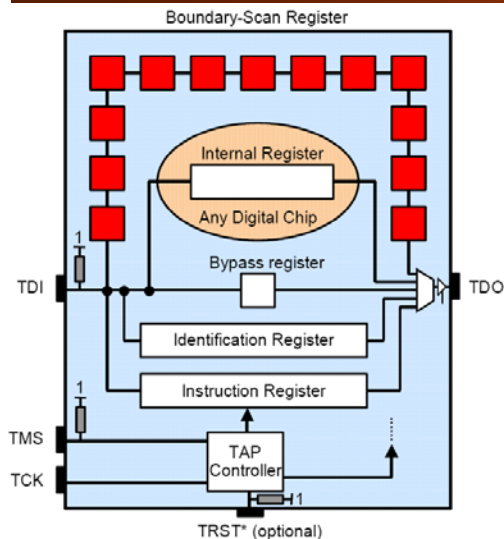 Boundary-Scan Register
Internal Register
Any Digital Chip
1
Bypass register
TDI
TDO
Identification Register
1
Instruction Register
TMS
TAP
Controller
TCK
1
TRST* (optional)